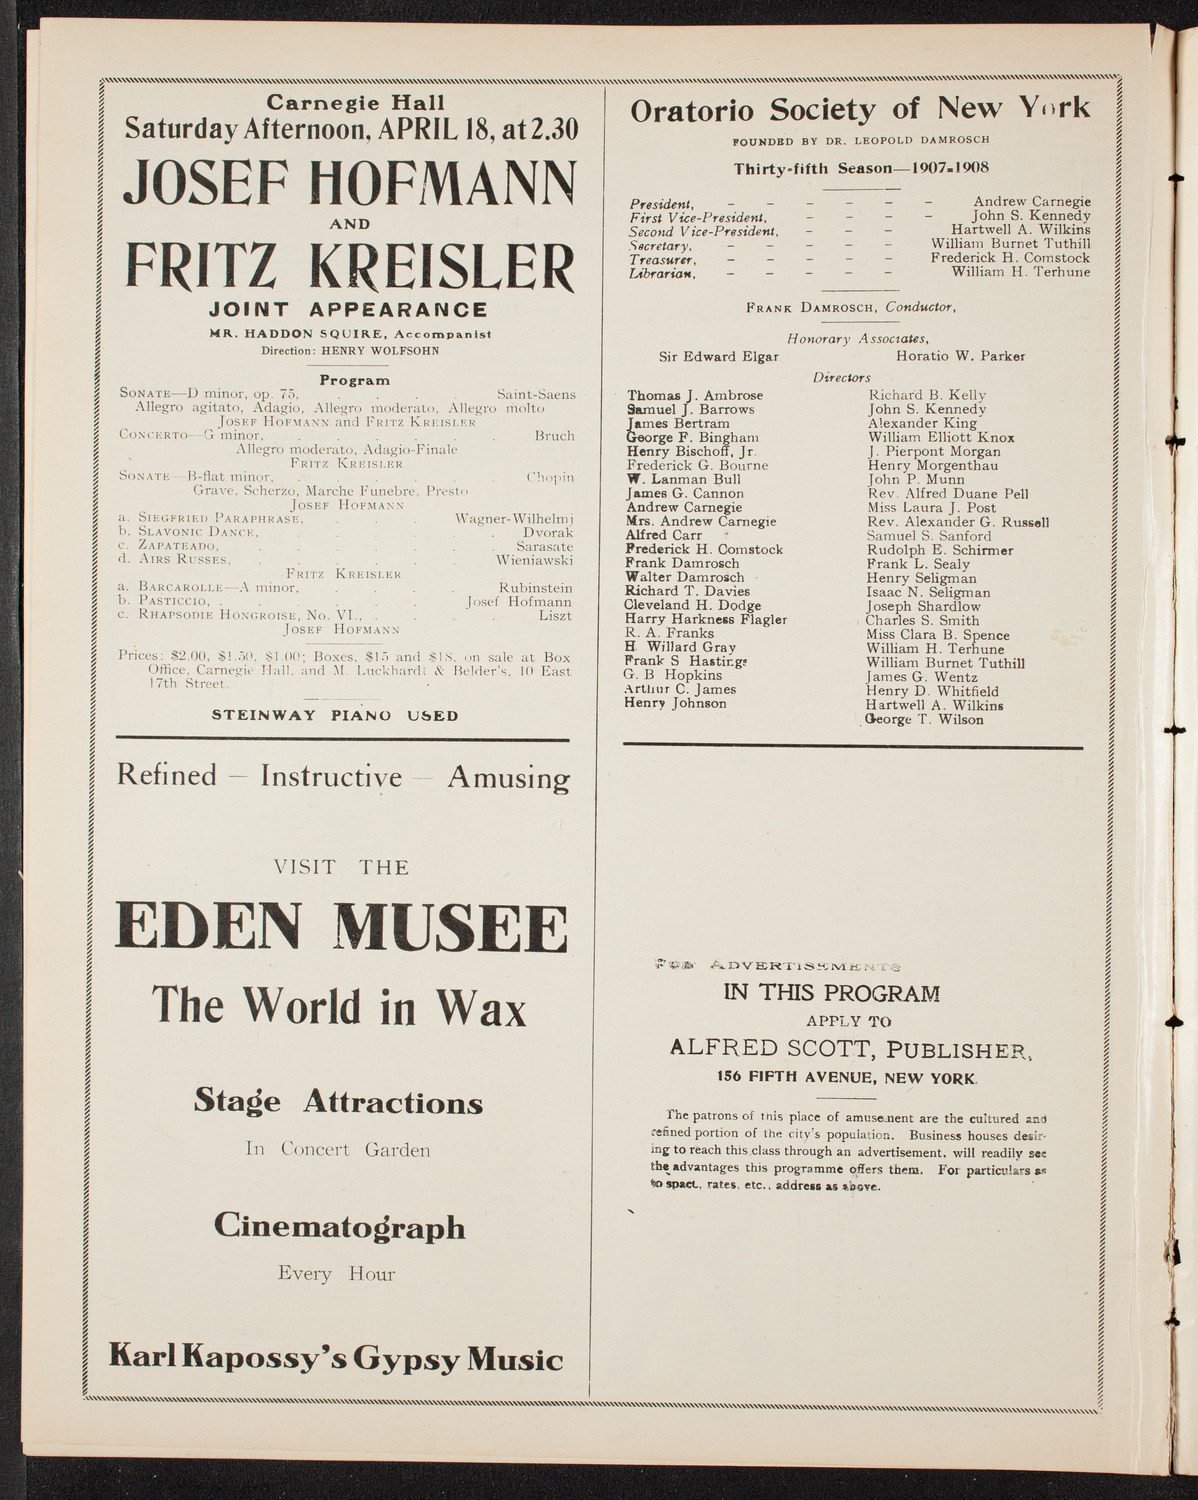 Carnegie Hall
Saturday Afternoon, APRIL 18, at 2.30
JOSEF HOFMANN
AND
FRITZ KREISLER
JOINT APPEARANCE
MR. HADDON SQUIRE, Accompanist
Direction: HENRY WOLFSOHN
Program
SONATE—D minor, op. 75, . . . . Saint-Saens
Allegro agitato, Adagio, Allegro moderato, Allegro molto
JOSEF HOFMANN and FRITZ KREISLER
CONCERTO—G minor, . . . . . . Bruch
Allegro moderato, Adagio-Finale
FRITZ KREISLER
SONATE—B-flat minor, . . . . . Chopin
Grave, Scherzo, Marche Funebre, Presto
JOSEF HOFMANN
a. SIEGFRIED PARAPHRASE, . . . Wagner-Wilhelmj
b. SLAVONIC DANCE, . . . . . Dvorak
c. ZAPATEADO, . . . . . . Sarasate
d. AIRS RUSSES, . . . . . . Wieniawski
FRITZ KREISLER
a. BARCAROLLE—A minor, . . . . Rubinstein
b. PASTICCIO, . . . . . . Josef Hofmann
c. RHAPSODIE HONGROISE, NO. VI., . . . . Liszt
JOSEF HOFMANN
Prices: $2.00, $1.50, $1.00; Boxes, $15 and $18, on sale at Box
Office, Carnegie Hall, and M. Luckhardt & Belder's, 10 East
17th Street.
STEINWAY PIANO USED
Refined — Instructive — Amusing
VISIT THE
EDEN MUSEE
The World in Wax
Stage Attractions
In Concert Garden
Cinematograph
Every Hour
Karl Kapossy's Gypsy Music
Oratorio Society of New York
FOUNDED BY DR. LEOPOLD DAMROSCH
Thirty-fifth Season—1907-1908
President, - - - - - - Andrew Carnegie
First Vice-President, - - - - John S. Kennedy
Second Vice-President, - - - Hartwell A. Wilkins
Secretary, - - - - - William Burnet Tuthill
Treasurer, - - - - - Frederick H. Comstock
Librarian, - - - - - William H. Terhune
FRANK DAMROSCH, Conductor,
Honorary Associates,
Sir Edward Elgar Horatio W. Parker
Directors
Thomas J. Ambrose
Samuel J. Barrows
James Bertram
George F. Bingham
Henry Bischoff, Jr.
Frederick G. Bourne
W. Lanman Bull
James G. Cannon
Andrew Carnegie
Mrs. Andrew Carnegie
Alfred Carr
Frederick H. Comstock
Frank Damrosch
Walter Damrosch
Richard T. Davies
Cleveland H. Dodge
Harry Harkness Flagler
R. A. Franks
H. Willard Gray
Frank S Hastings
G. B Hopkins
Arthur C. James
Henry Johnson
Richard B. Kelly
John S. Kennedy
Alexander King
William Elliott Knox
J. Pierpont Morgan
Henry Morgenthau
John P. Munn
Rev. Alfred Duane Pell
Miss Laura J. Post
Rev. Alexander G. Russell
Samuel S. Sanford
Rudolph E. Schirmer
Frank L. Sealy
Henry Seligman
Isaac N. Seligman
Joseph Shardlow
Charles S. Smith
Miss Clara B. Spence
William H. Terhune
William Burnet Tuthill
James G. Wentz
Henry D. Whitfield
Hartwell A. Wilkins
George T. Wilson
FOR ADVERTISEMENTS
IN THIS PROGRAM
APPLY TO
ALFRED SCOTT, PUBLISHER,
156 FIFTH AVENUE, NEW YORK.
The patrons of this place of amusement are the cultured and
refined portion of the city's population. Business houses desir-
ing to reach this class through an advertisement, will readily see
the advantages this programme offers them. For particulars as
to space, rates, etc., address as above.